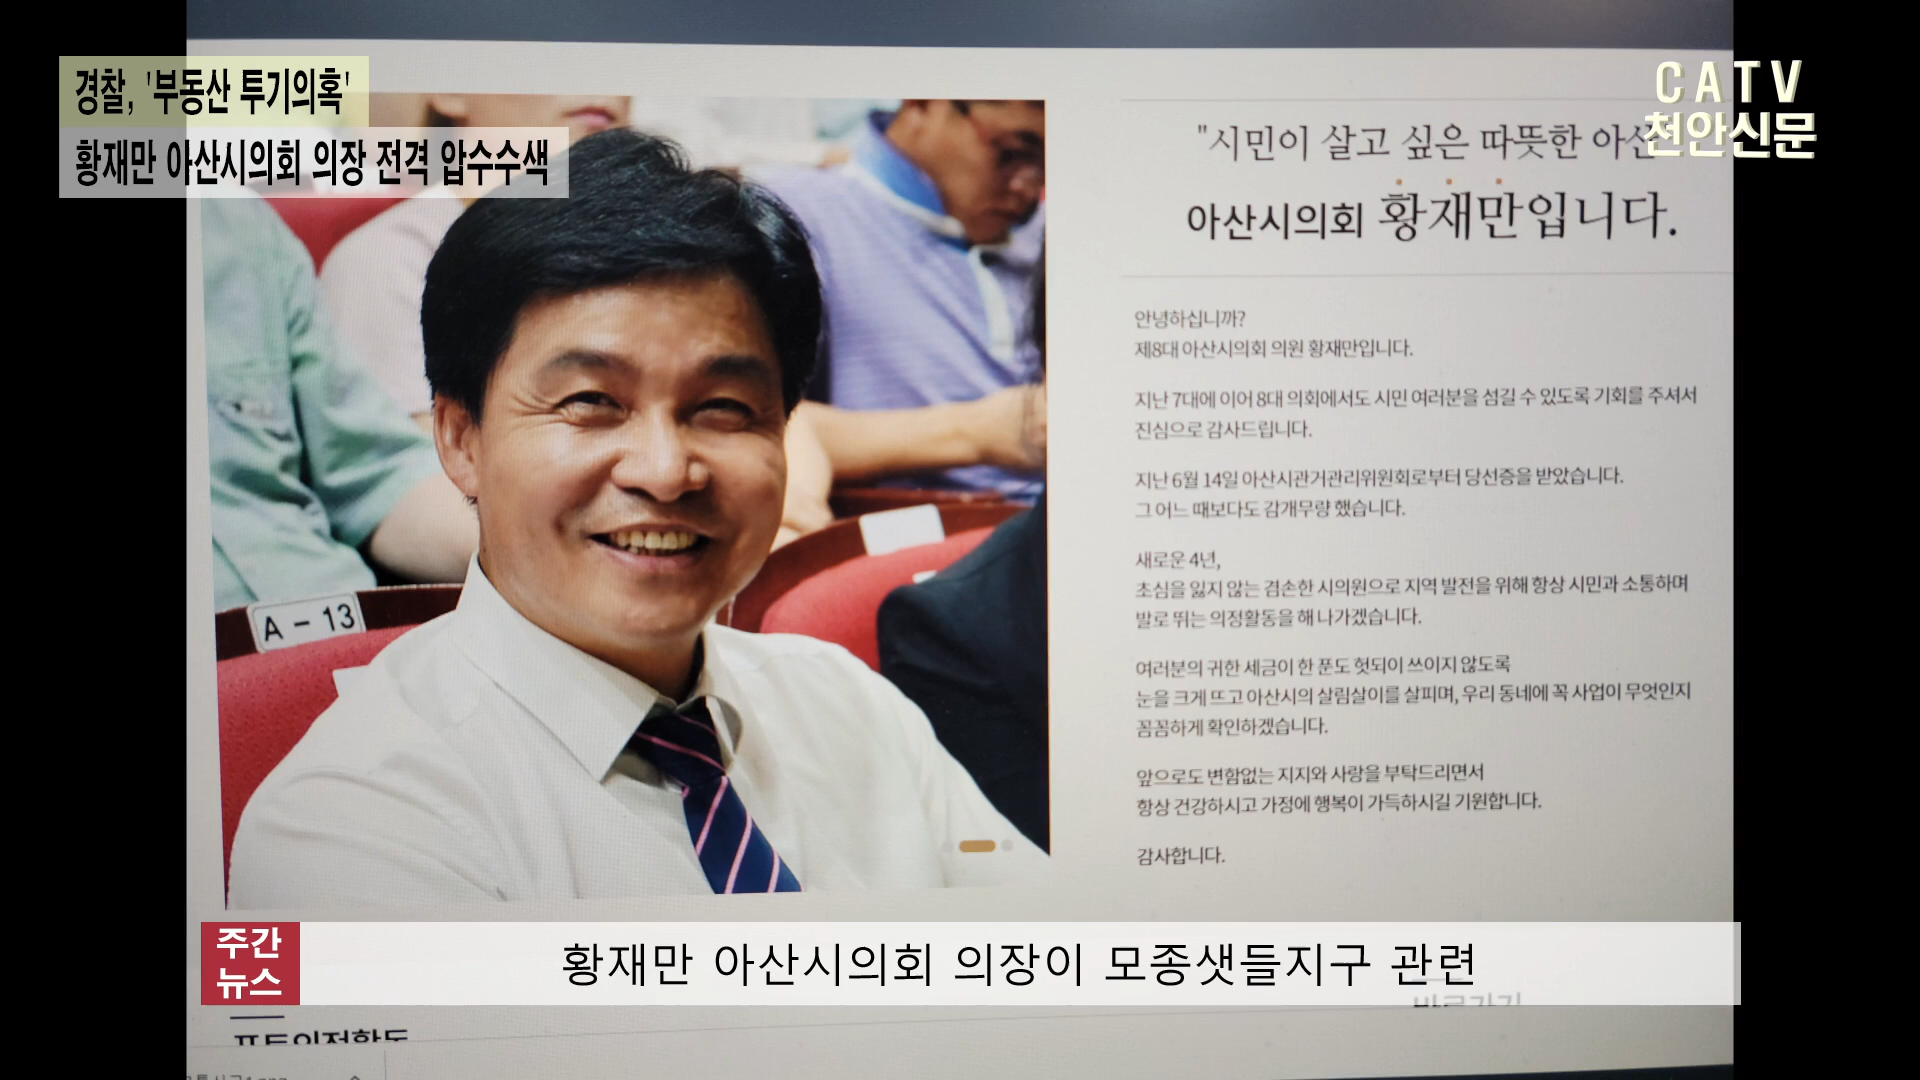 경찰, '부동산 투기의혹'
황재만 아산시의회 의장 전격 압수수색
CATV
천안신문
"시민이 살고 싶은 따뜻한 아산
아산시의회 황재만입니다.
안녕하십니까?
제8대 아산시의회 의원 황재만입니다.
지난 7대에 이어 8대 의회에서도 시민 여러분을 섬길 수 있도록 기회를 주셔서
진심으로 감사드립니다.
지난 6월 14일 아산시관거관리위원회로부터 당선증을 받았습니다.
그 어느 때보다도 감개무량 했습니다.
새로운 4년,
초심을 잃지 않는 겸손한 시의원으로 지역 발전을 위해 항상 시민과 소통하며
발로 뛰는 의정활동을 해 나가겠습니다.
여러분의 귀한 세금이 한 푼도 헛되이 쓰이지 않도록
눈을 크게 뜨고 아산시의 살림살이를 살피며, 우리 동네에 꼭 사업이 무엇인지
꼼꼼하게 확인하겠습니다.
앞으로도 변함없는 지지와 사랑을 부탁드리면서
항상 건강하시고 가정에 행복이 가득하시길 기원합니다.
감사합니다.
A - 13
주간
뉴스
황재만 아산시의회 의장이 모종샛들지구 관련